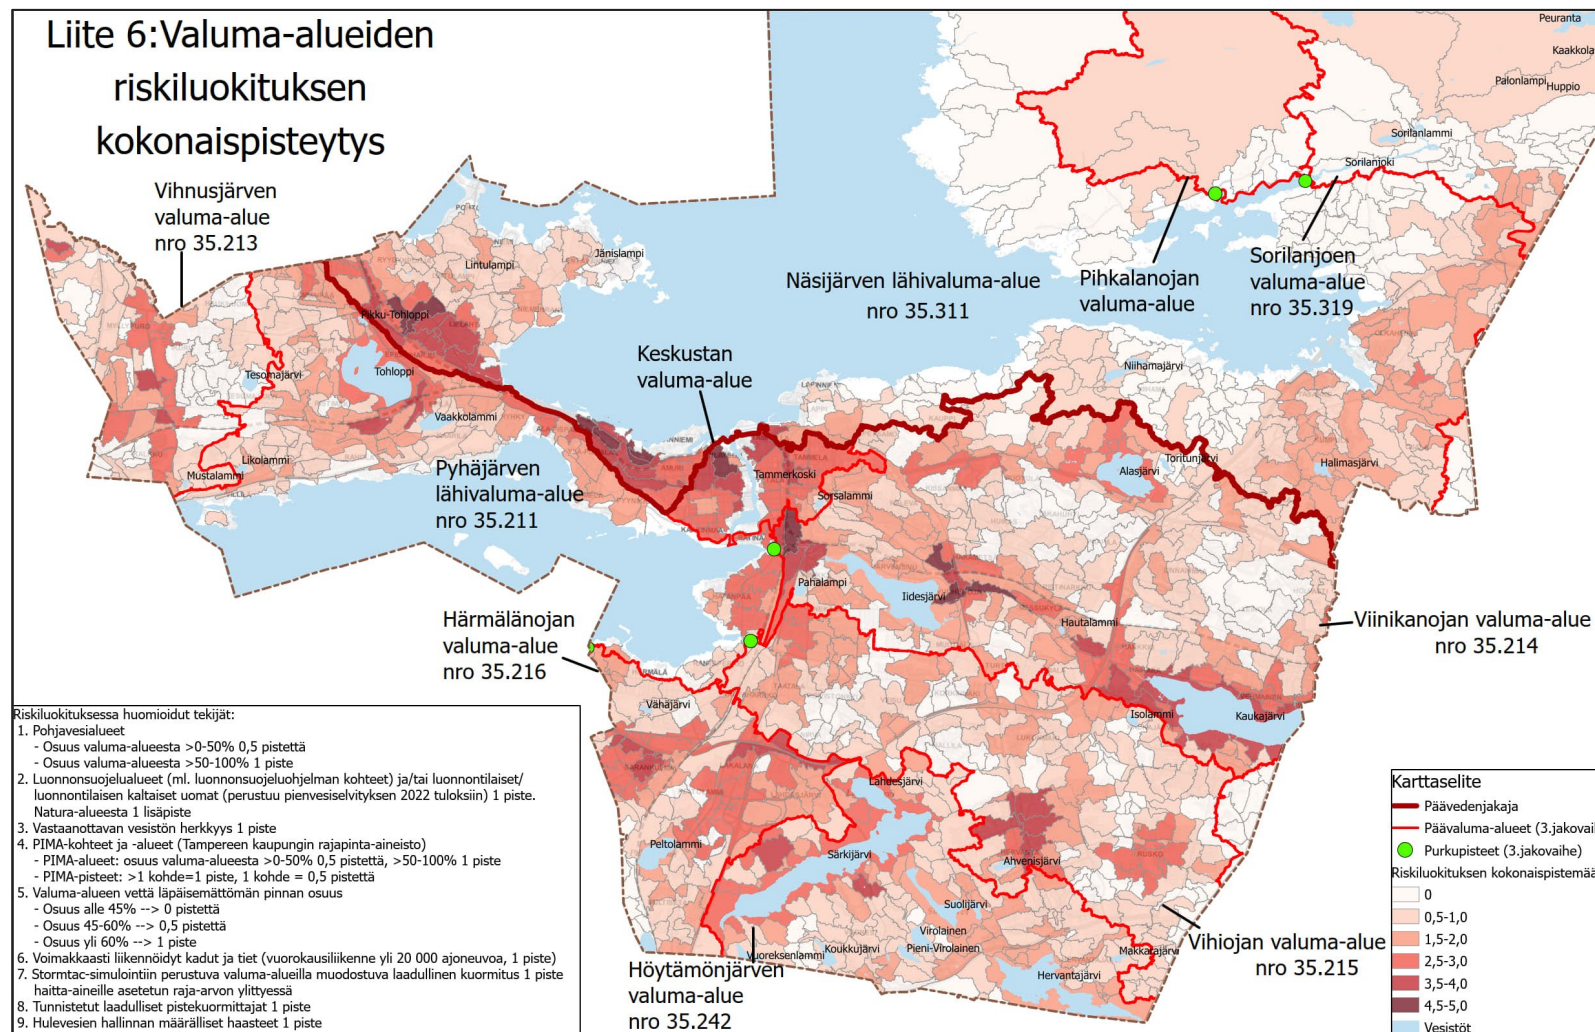 Liite 6:Valuma-alueiden
riskiluokituksen
kokonaispisteytys
Vihnusjärven
valuma-alue
nro 35.213
Peuranta
Kaakkola
Palonlampi
Huppio
Sorilanlammi
Sorilanjoki
Jänislampi
Lintulampi
Näsijärven lähivaluma-alue
nro 35.311
Pihkalanojan
valuma-alue
Sorilanjoen
valuma-alue
nro 35.319
Pikku-Tohloppi
Tohloppi
Tesomajärvi
Vaakkolammi
Likolammi
Mustalammi
Keskustan
valuma-alue
Niihamajärvi
Pyhäjärven
lähivaluma-alue
nro 35.211
Tammerkoski
Sorsalammi
Alasjärvi
Toritunjärvi
Halimasjärvi
Pahalampi
Iidesjärvi
Hautalammi
Härmälänojan
valuma-alue
nro 35.216
Viinikanojan valuma-alue
nro 35.214
Vähäjärvi
Isolammi
Kaukajärvi
Lahdesjärvi
Peltolammi
Särkijärvi
Ahvenisjärvi
Suolijärvi
Virolainen
Pieni-Virolainen
Koukkujärvi
Vuoreksenlammi
Hervantajärvi
Makkarajärvi
Höytämönjärven
valuma-alue
nro 35.242
Vihiojan valuma-alue
nro 35.215
Riskiluokituksessa huomioidut tekijät:
1. Pohjavesialueet
- Osuus valuma-alueesta >0-50% 0,5 pistettä
- Osuus valuma-alueesta >50-100% 1 piste
2. Luonnonsuojelualueet (ml. luonnonsuojeluohjelman kohteet) ja/tai luonnontilaiset/
luonnontilaisen kaltaiset uomat (perustuu pienvesiselvityksen 2022 tuloksiin) 1 piste.
Natura-alueesta 1 lisäpiste
3. Vastaanottavan vesistön herkkyys 1 piste
4. PIMA-kohteet ja -alueet (Tampereen kaupungin rajapinta-aineisto)
- PIMA-alueet: osuus valuma-alueesta >0-50% 0,5 pistettä, >50-100% 1 piste
- PIMA-pisteet: >1 kohde=1 piste, 1 kohde = 0,5 pistettä
5. Valuma-alueen vettä läpäisemättömän pinnan osuus
- Osuus alle 45% --> 0 pistettä
- Osuus 45-60% --> 0,5 pistettä
- Osuus yli 60% --> 1 piste
6. Voimakkaasti liikennöidyt kadut ja tiet (vuorokausiliikenne yli 20 000 ajoneuvoa, 1 piste)
7. Stormtac-simulointiin perustuva valuma-alueilla muodostuva laadullinen kuormitus 1 piste
haitta-aineille asetetun raja-arvon ylittyessä
8. Tunnistetut laadulliset pistekuormittajat 1 piste
9. Hulevesien hallinnan määrälliset haasteet 1 piste
Karttaselite
Päävedenjakaja
Päävaluma-alueet (3.jakovaih
Purkupisteet (3.jakovaihe)
Riskiluokituksen kokonaispistemää
0
0,5-1,0
1,5-2,0
2,5-3,0
3,5-4,0
4,5-5,0
Vesistöt